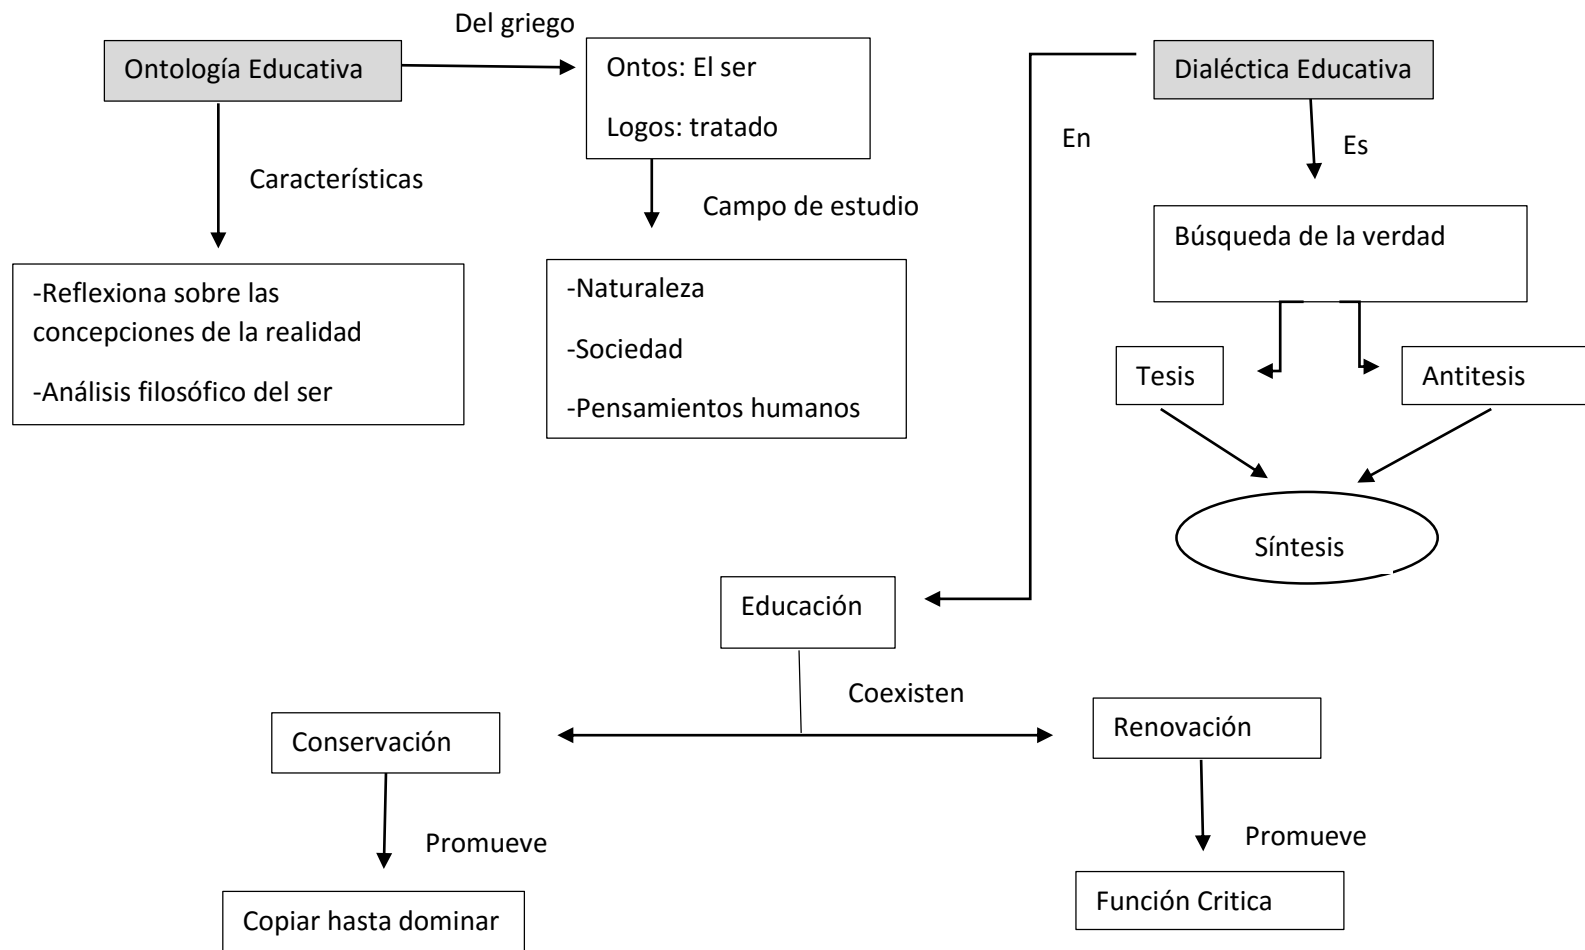 Del griego
Ontología Educativa
Ontos: El ser
Logos: tratado
Características
Campo de estudio
-Reflexiona sobre las
concepciones de la realidad
-Análisis filosófico del ser
-Naturaleza
-Sociedad
-Pensamientos humanos
Dialéctica Educativa
En
Es
Búsqueda de la verdad
Tesis
Antitesis
Síntesis
Educación
Coexisten
Conservación
Renovación
Promueve
Promueve
Copiar hasta dominar
Función Critica